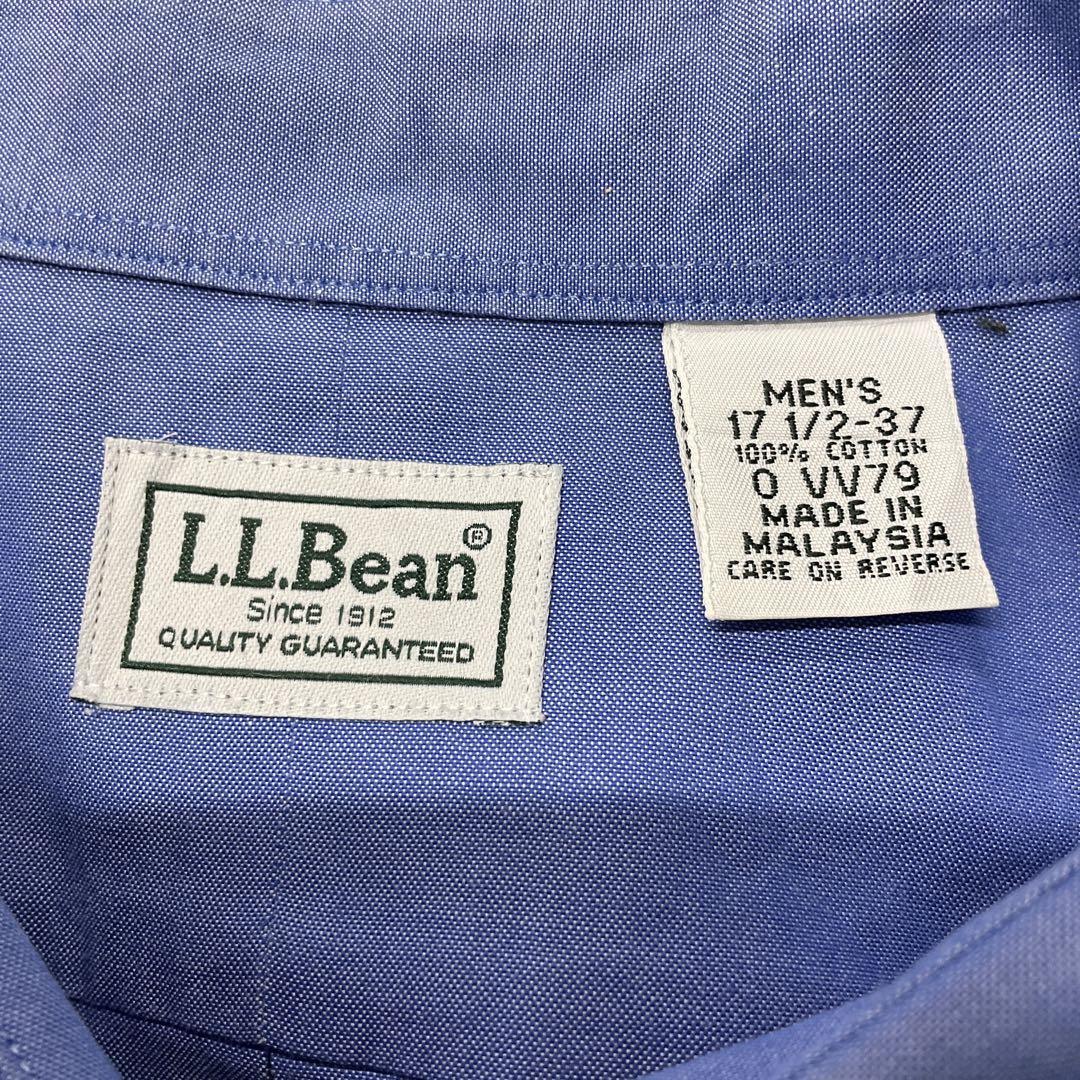 L.L.Bean®
Since 1912
QUALITY GUARANTEED
MEN'S
17 1/2-37
100% COTTON
0 VV79
MADE IN
MALAYSIA
CARE ON REVERSE